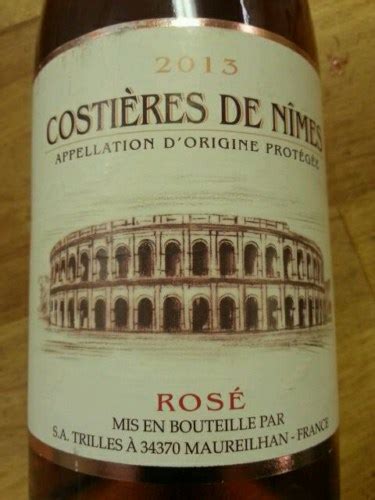 2013
COSTIÈRES DE NÎMES
APPELLATION D'ORIGINE PROTÉGÉE
ROSÉ
MIS EN BOUTEILLE PAR
S.A. TRILLES À 34370 MAUREILHAN - FRANCE